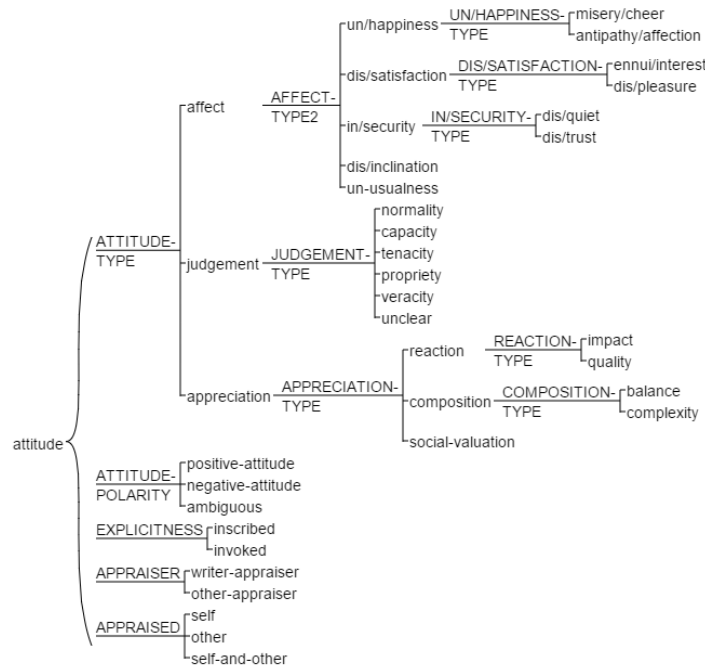 un/happiness UN/HAPPINESS- misery/cheer
TYPE antipathy/affection
dis/satisfaction DIS/SATISFACTION- ennui/interest
TYPE dis/pleasure
affect AFFECT-
TYPE2
in/security IN/SECURITY- dis/quiet
TYPE dis/trust
dis/inclination
un-usualness
ATTITUDE-
TYPE
judgement JUDGEMENT-
TYPE
normality
capacity
tenacity
propriety
veracity
unclear
appreciation APPRECIATION-
TYPE
reaction REACTION- impact
TYPE quality
composition COMPOSITION- balance
TYPE complexity
social-valuation
attitude
ATTITUDE-
POLARITY
positive-attitude
negative-attitude
ambiguous
EXPLICITNESS inscribed
invoked
APPRAISER writer-appraiser
other-appraiser
APPRAISED self
other
self-and-other